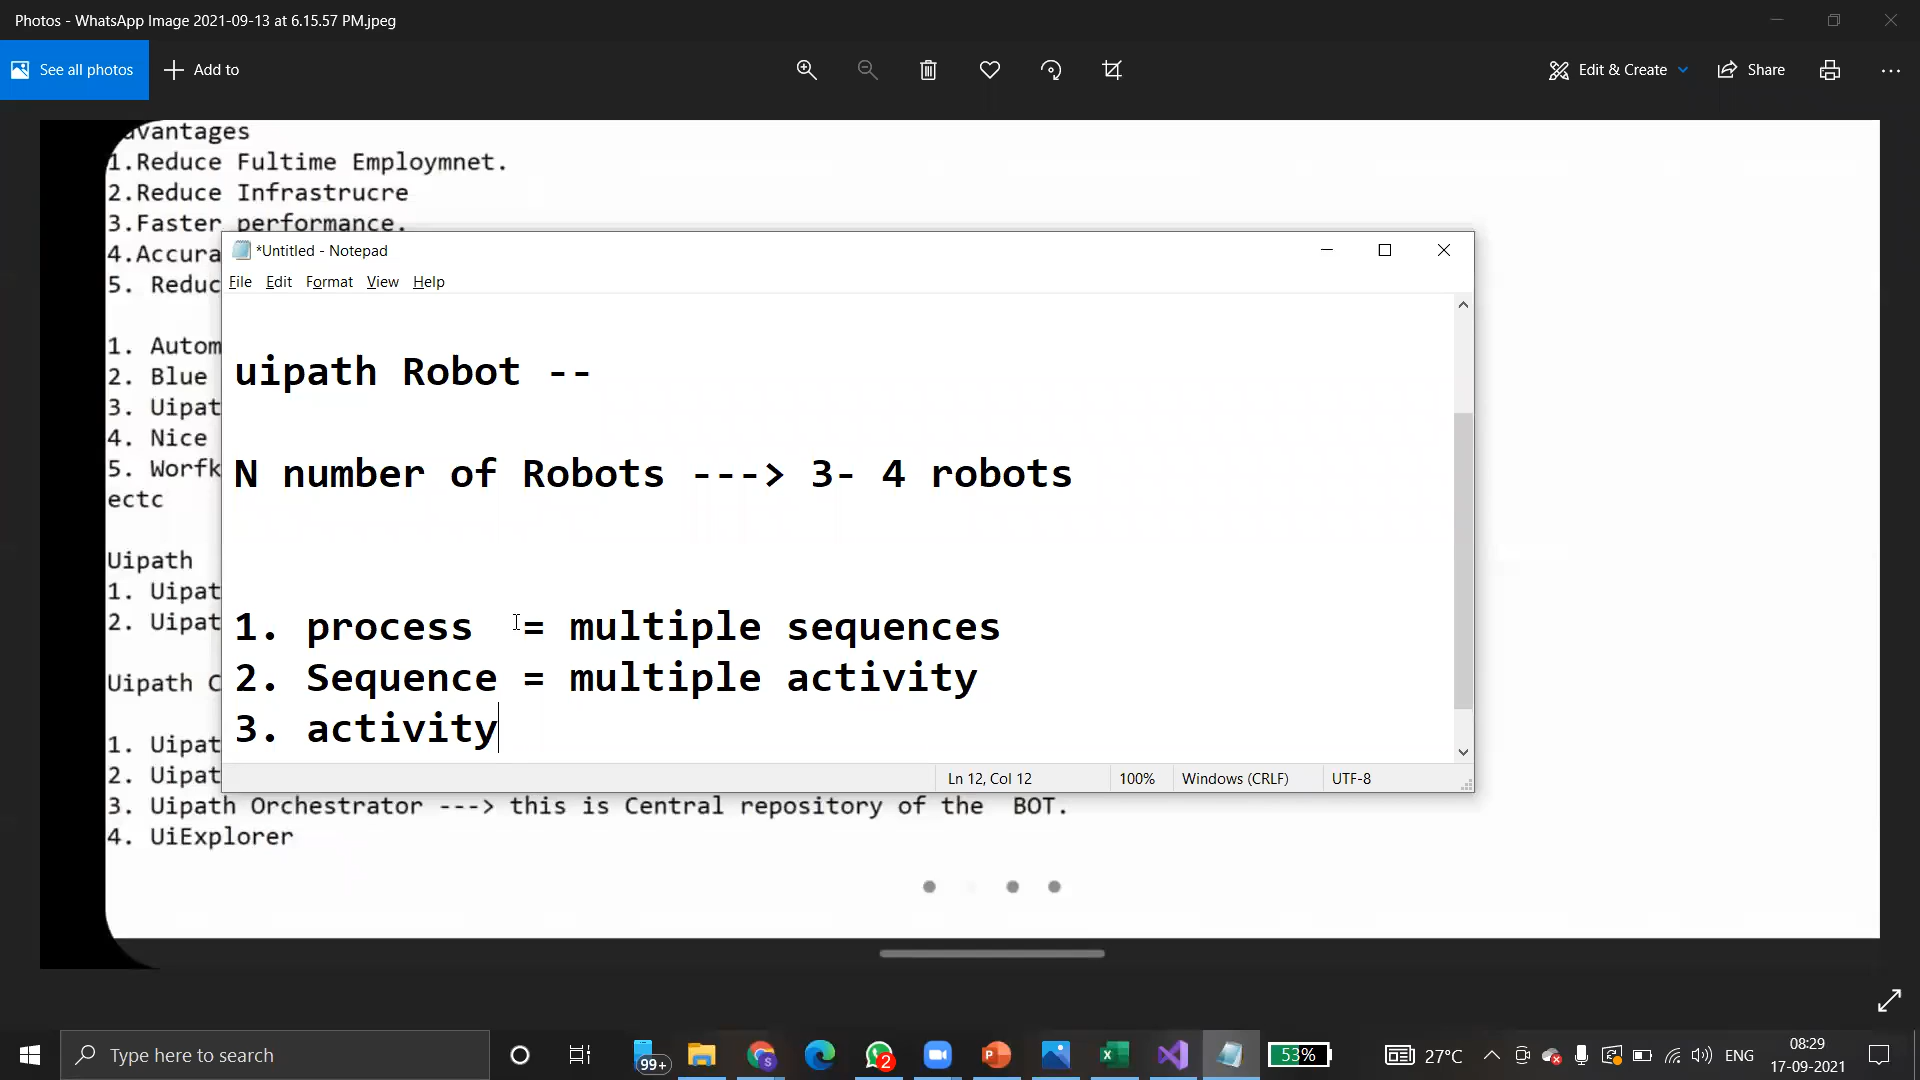 Photos - WhatsApp Image 2021-09-13 at 6.15.57 PM.jpeg
See all photos
Add to
Edit & Create
Share
dvantages
1.Reduce Fultime Employmnet.
2.Reduce Infrastrucre
3.Faster performance.
4.Accura
5. Reduc
1. Autom
2. Blue
3. Uipat
4. Nice
5. Worfk
ectc
Uipath
1. Uipat
2. Uipat
Uipath C
1. Uipat
2. Uipat
3. Uipath Orchestrator ---> this is Central repository of the BOT.
4. UiExplorer
*Untitled - Notepad
File Edit Format View Help
uipath Robot --
N number of Robots ---> 3- 4 robots
1. process = multiple sequences
2. Sequence = multiple activity
3. activity
Ln 12, Col 12 100% Windows (CRLF) UTF-8
Type here to search
99+
2
53%
27°C
ENG
08:29
17-09-2021